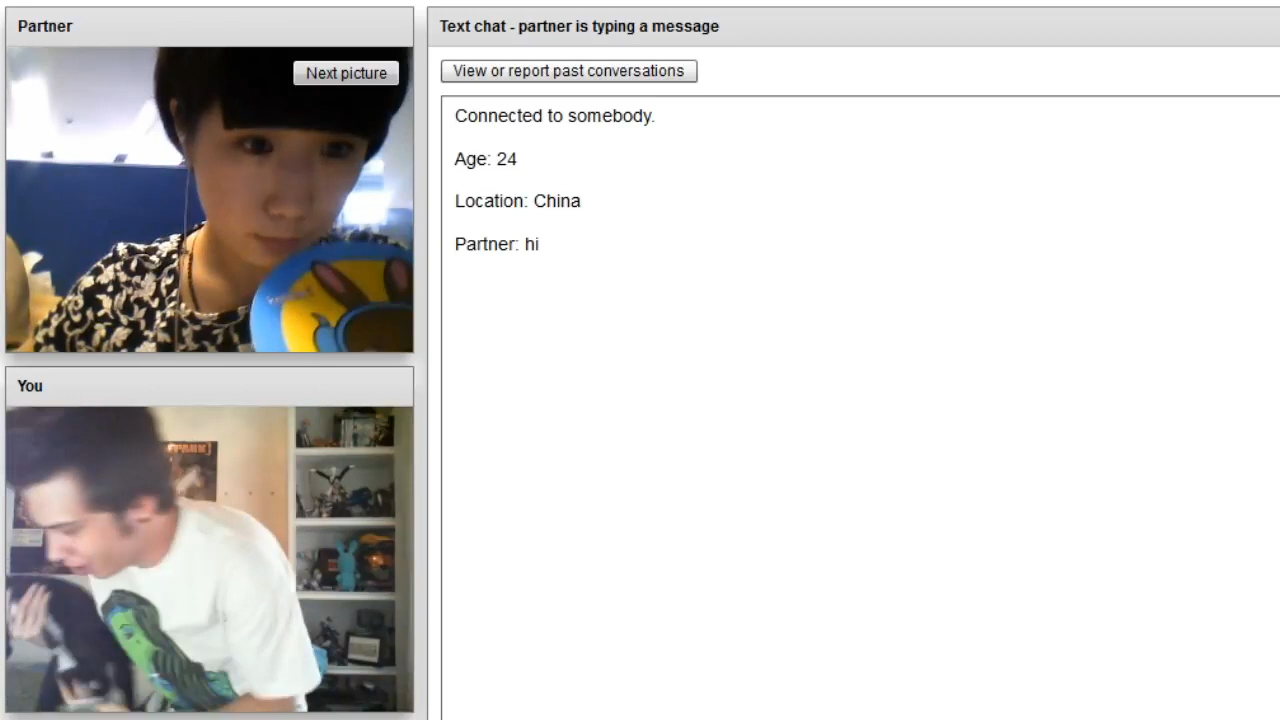 Partner
Next picture
Text chat - partner is typing a message
View or report past conversations
Connected to somebody.
Age: 24
Location: China
Partner: hi
You